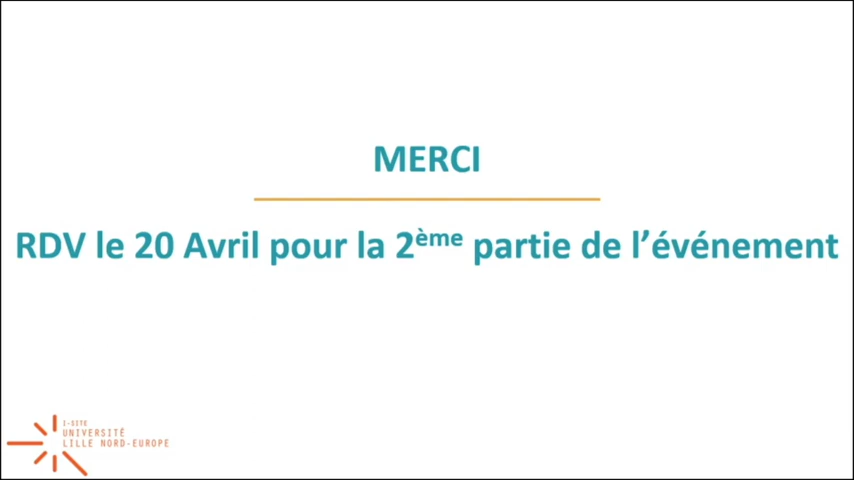 MERCI
RDV le 20 Avril pour la 2ème partie de l’événement
I-SITE
UNIVERSITÉ
LILLE NORD-EUROPE